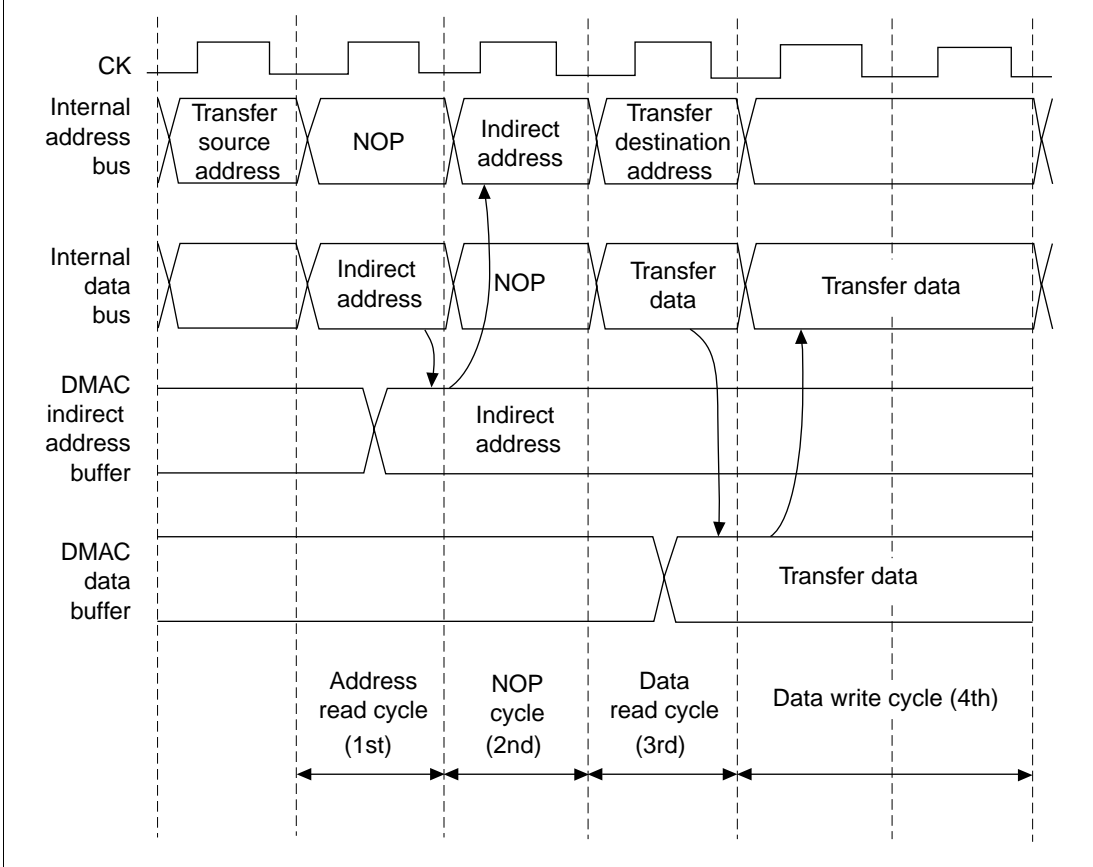 CK
Internal
address
bus
Transfer
source
address
NOP
Indirect
address
Transfer
destination
address
Internal
data
bus
Indirect
address
NOP
Transfer
data
Transfer data
DMAC
indirect
address
buffer
Indirect
address
DMAC
data
buffer
Transfer data
Address
read cycle
(1st)
NOP
cycle
(2nd)
Data
read cycle
(3rd)
Data write cycle (4th)